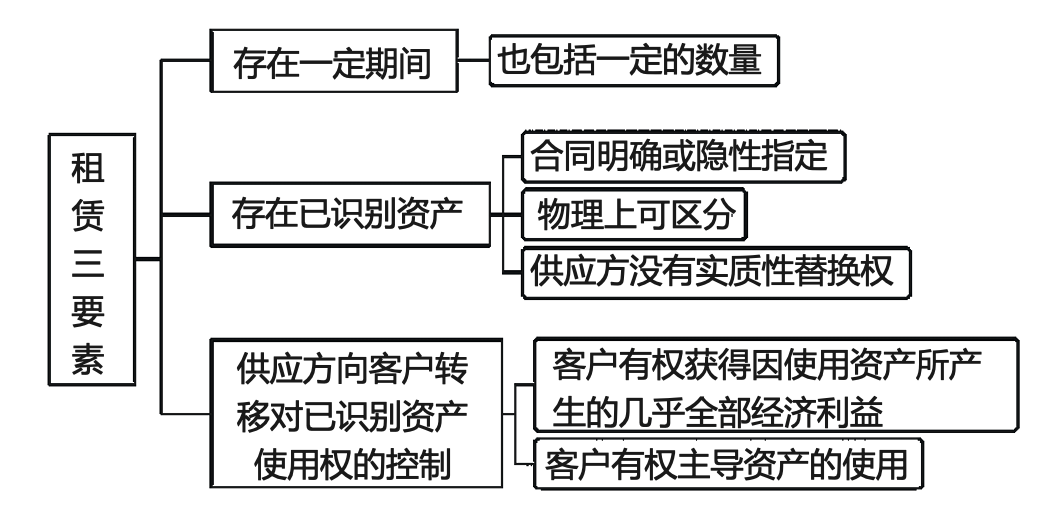 租赁三要素
存在一定期间
也包括一定的数量
存在已识别资产
合同明确或隐性指定
物理上可区分
供应方没有实质性替换权
供应方向客户转
移对已识别资产
使用权的控制
客户有权获得因使用资产所产
生的几乎全部经济利益
客户有权主导资产的使用